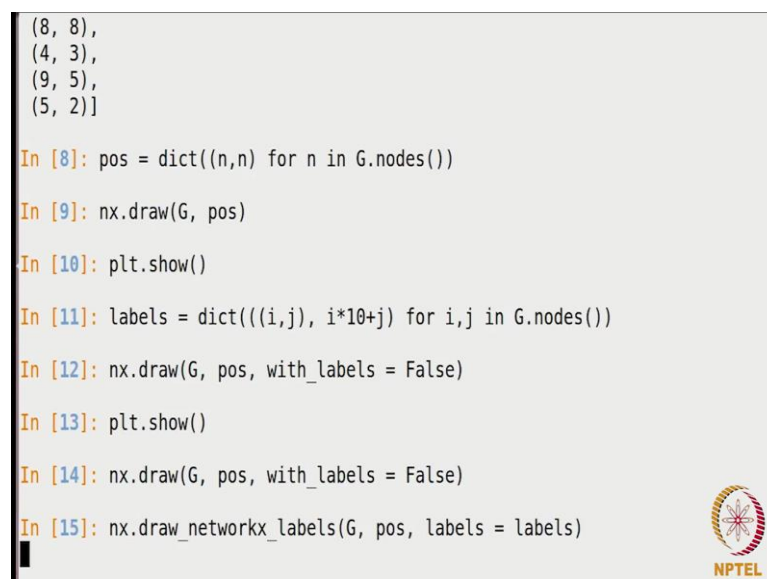 (8, 8),
(4, 3),
(9, 5),
(5, 2)]
In [8]: pos = dict((n,n) for n in G.nodes())
In [9]: nx.draw(G, pos)
In [10]: plt.show()
In [11]: labels = dict(((i,j), i*10+j) for i,j in G.nodes())
In [12]: nx.draw(G, pos, with_labels = False)
In [13]: plt.show()
In [14]: nx.draw(G, pos, with_labels = False)
In [15]: nx.draw_networkx_labels(G, pos, labels = labels)
NPTEL